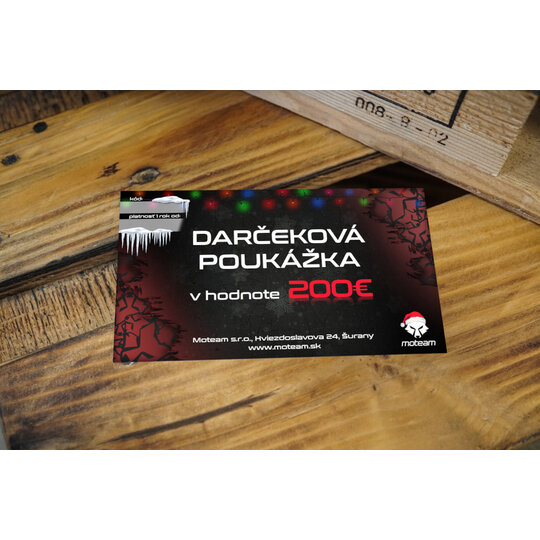 008- 8 -02
kód:
platnosť 1 rok od:
DARČEKOVÁ
POUKÁŽKA
v hodnote 200€
Moteam s.r.o., Hviezdoslavova 24, Šurany
www.moteam.sk
moteam